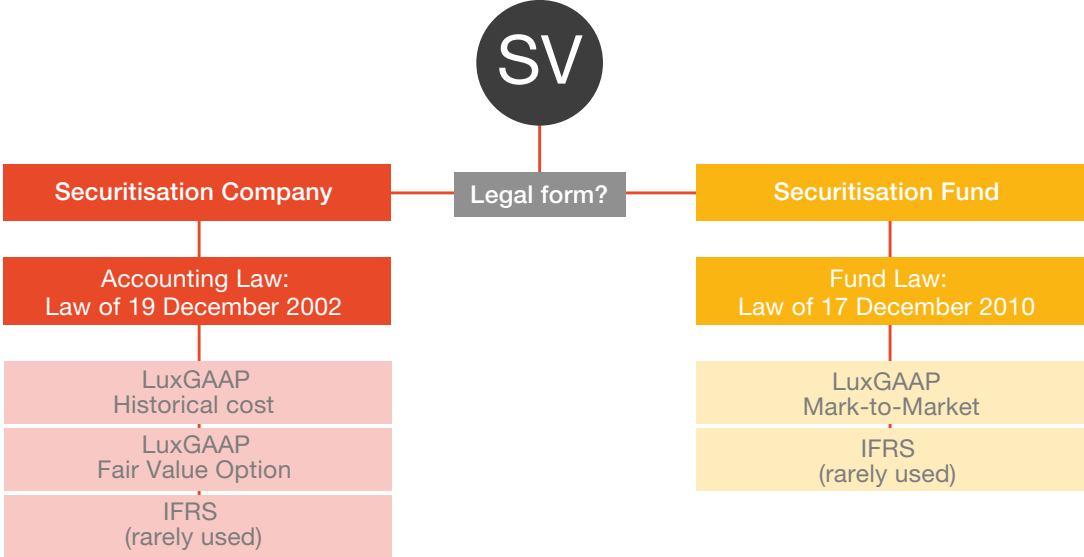 SV
Legal form?
Securitisation Company
Accounting Law:
Law of 19 December 2002
LuxGAAP
Historical cost
LuxGAAP
Fair Value Option
IFRS
(rarely used)
Securitisation Fund
Fund Law:
Law of 17 December 2010
LuxGAAP
Mark-to-Market
IFRS
(rarely used)